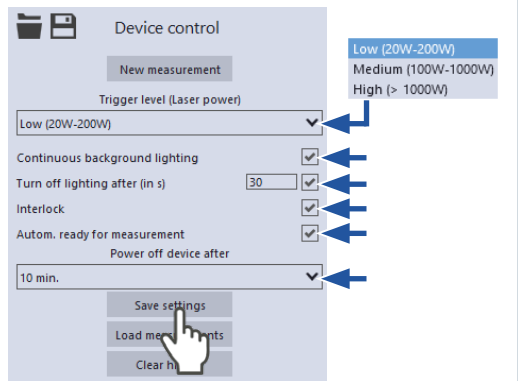 Device control
New measurement
Trigger level (Laser power)
Low (20W-200W)
Low (20W-200W)
Medium (100W-1000W)
High (> 1000W)
Continuous background lighting
Turn off lighting after (in s) 30
Interlock
Autom. ready for measurement
Power off device after
10 min.
Save settings
Load
Clear